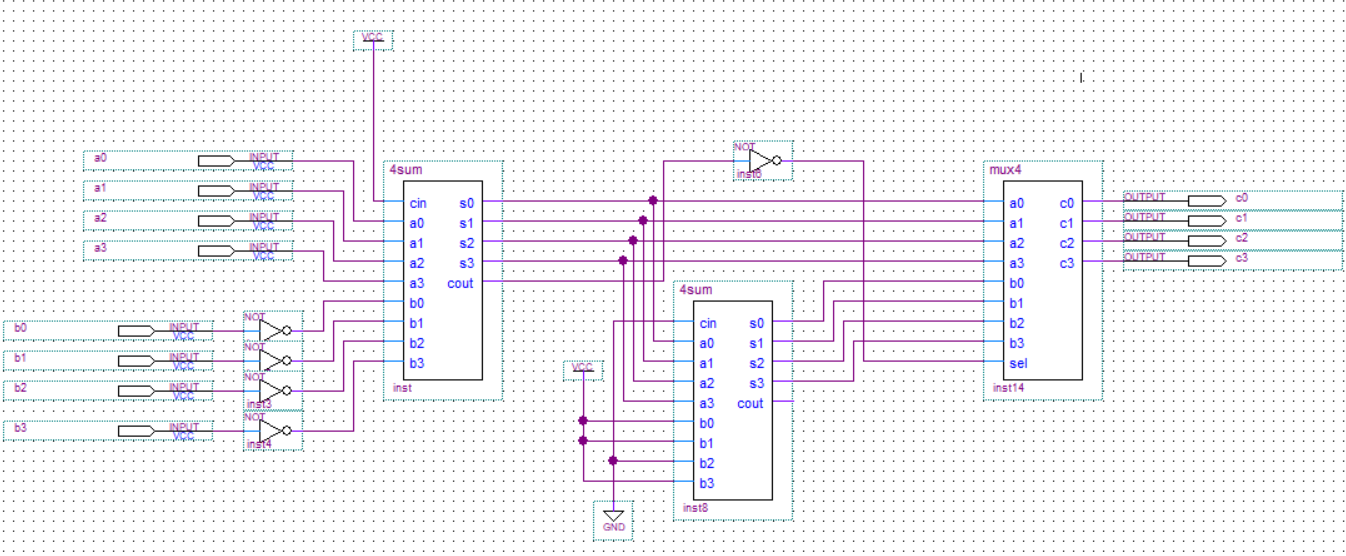 VCC
a0 INPUT VCC
a1 INPUT VCC
a2 INPUT VCC
a3 INPUT VCC
b0 INPUT VCC NOT
b1 INPUT VCC NOT
b2 INPUT VCC NOT
inst3
b3 INPUT VCC NOT
inst4
4sum
cin s0
a0 s1
a1 s2
a2 s3
a3 cout
b0
b1
b2
b3
inst
NOT
inst6
VCC
GND
4sum
cin s0
a0 s1
a1 s2
a2 s3
a3 cout
b0
b1
b2
b3
inst8
mux4
a0 c0
a1 c1
a2 c2
a3 c3
b0
b1
b2
b3
sel
inst14
OUTPUT c0
OUTPUT c1
OUTPUT c2
OUTPUT c3